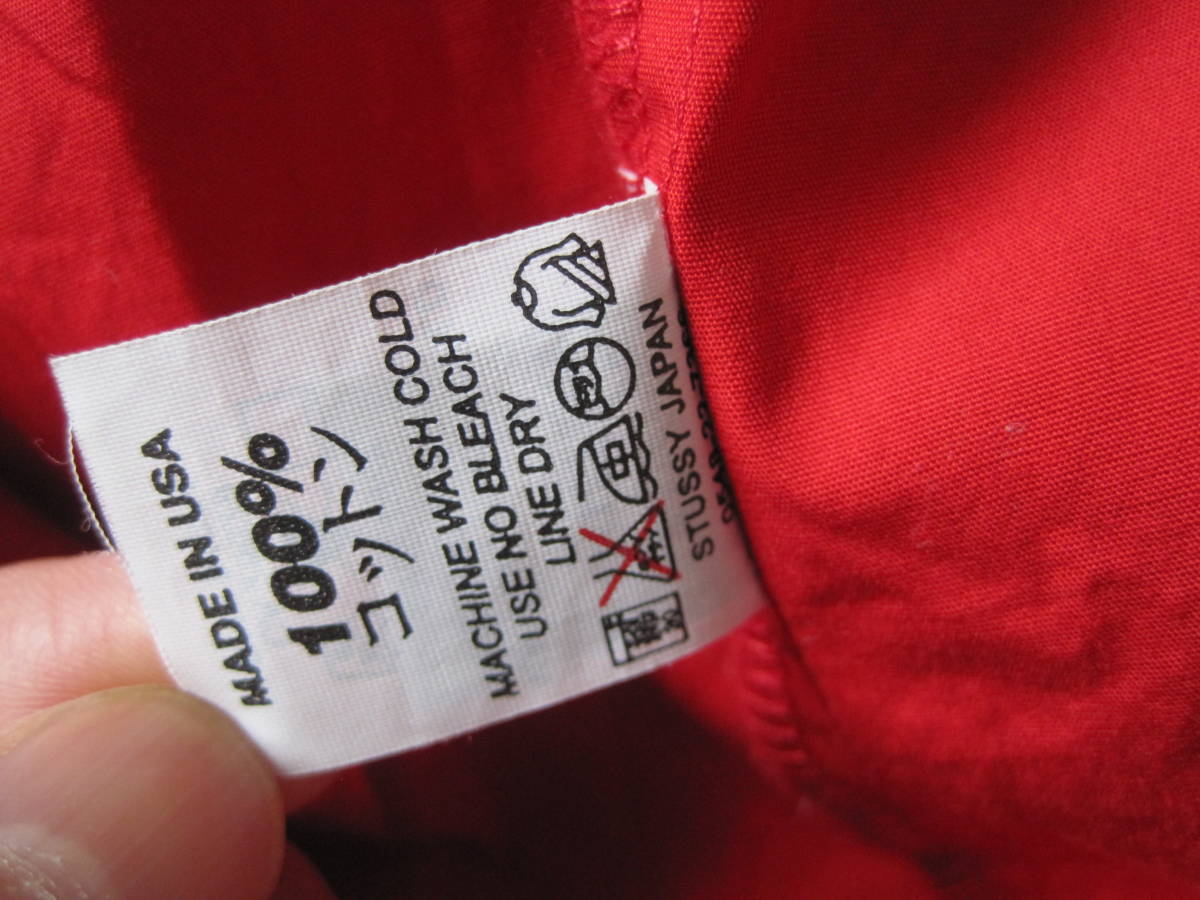 MADE IN USA
100%
コットン
MACHINE WASH COLD
USE NO BLEACH
LINE DRY
STUSSY JAPAN